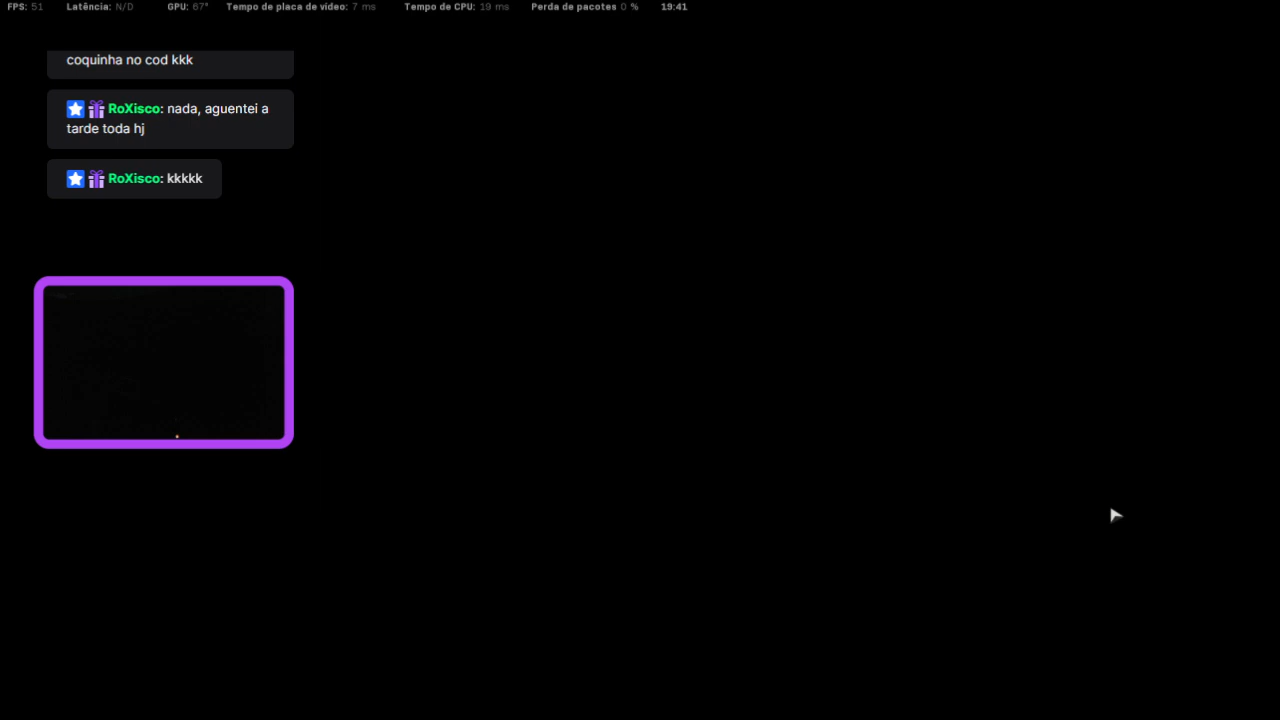 FPS: 51 Latência: N/D GPU: 67° Tempo de placa de vídeo: 7 ms Tempo de CPU: 19 ms Perda de pacotes 0 % 19:41
coquinha no cod kkk
RoXisco: nada, aguentei a
tarde toda hj
RoXisco: kkkkk